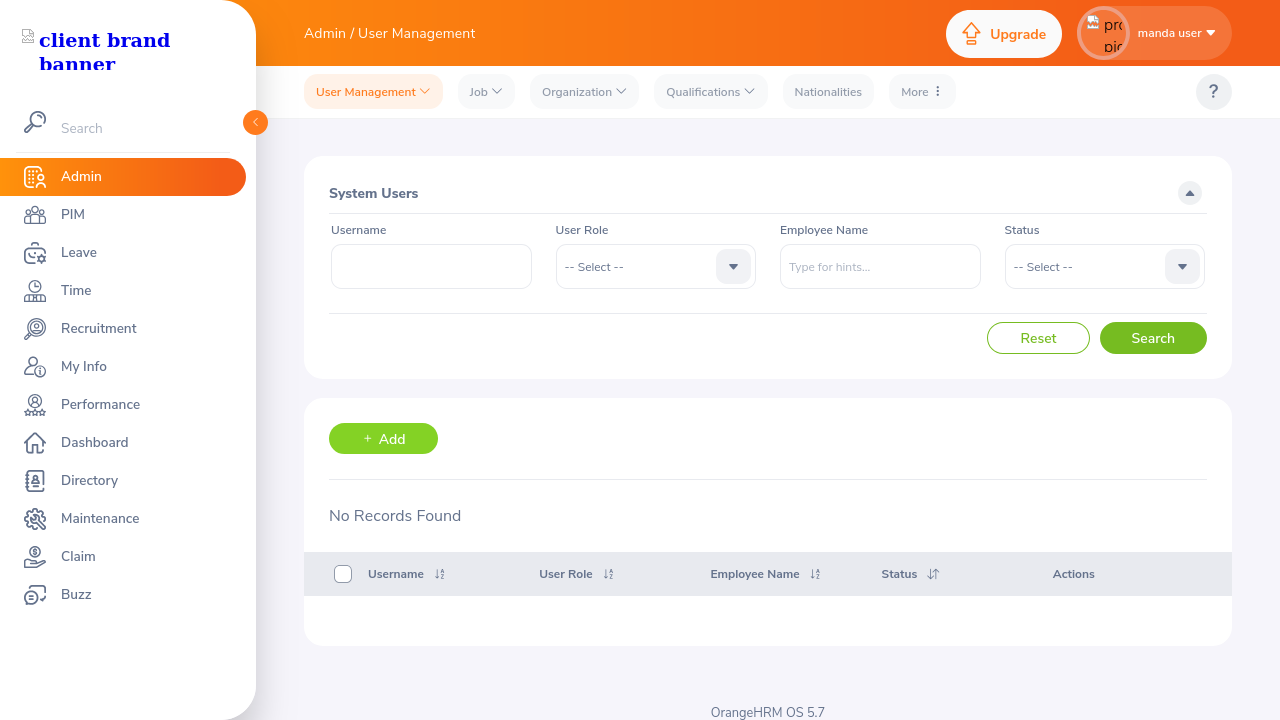 client brand
banner
Search
Admin
PIM
Leave
Time
Recruitment
My Info
Performance
Dashboard
Directory
Maintenance
Claim
Buzz
Admin / User Management
Upgrade
manda user
User Management
Job
Organization
Qualifications
Nationalities
More
?
System Users
Username
User Role
Employee Name
Status
-- Select --
Type for hints...
-- Select --
Reset
Search
+ Add
No Records Found
Username
User Role
Employee Name
Status
Actions
OrangeHRM OS 5.7